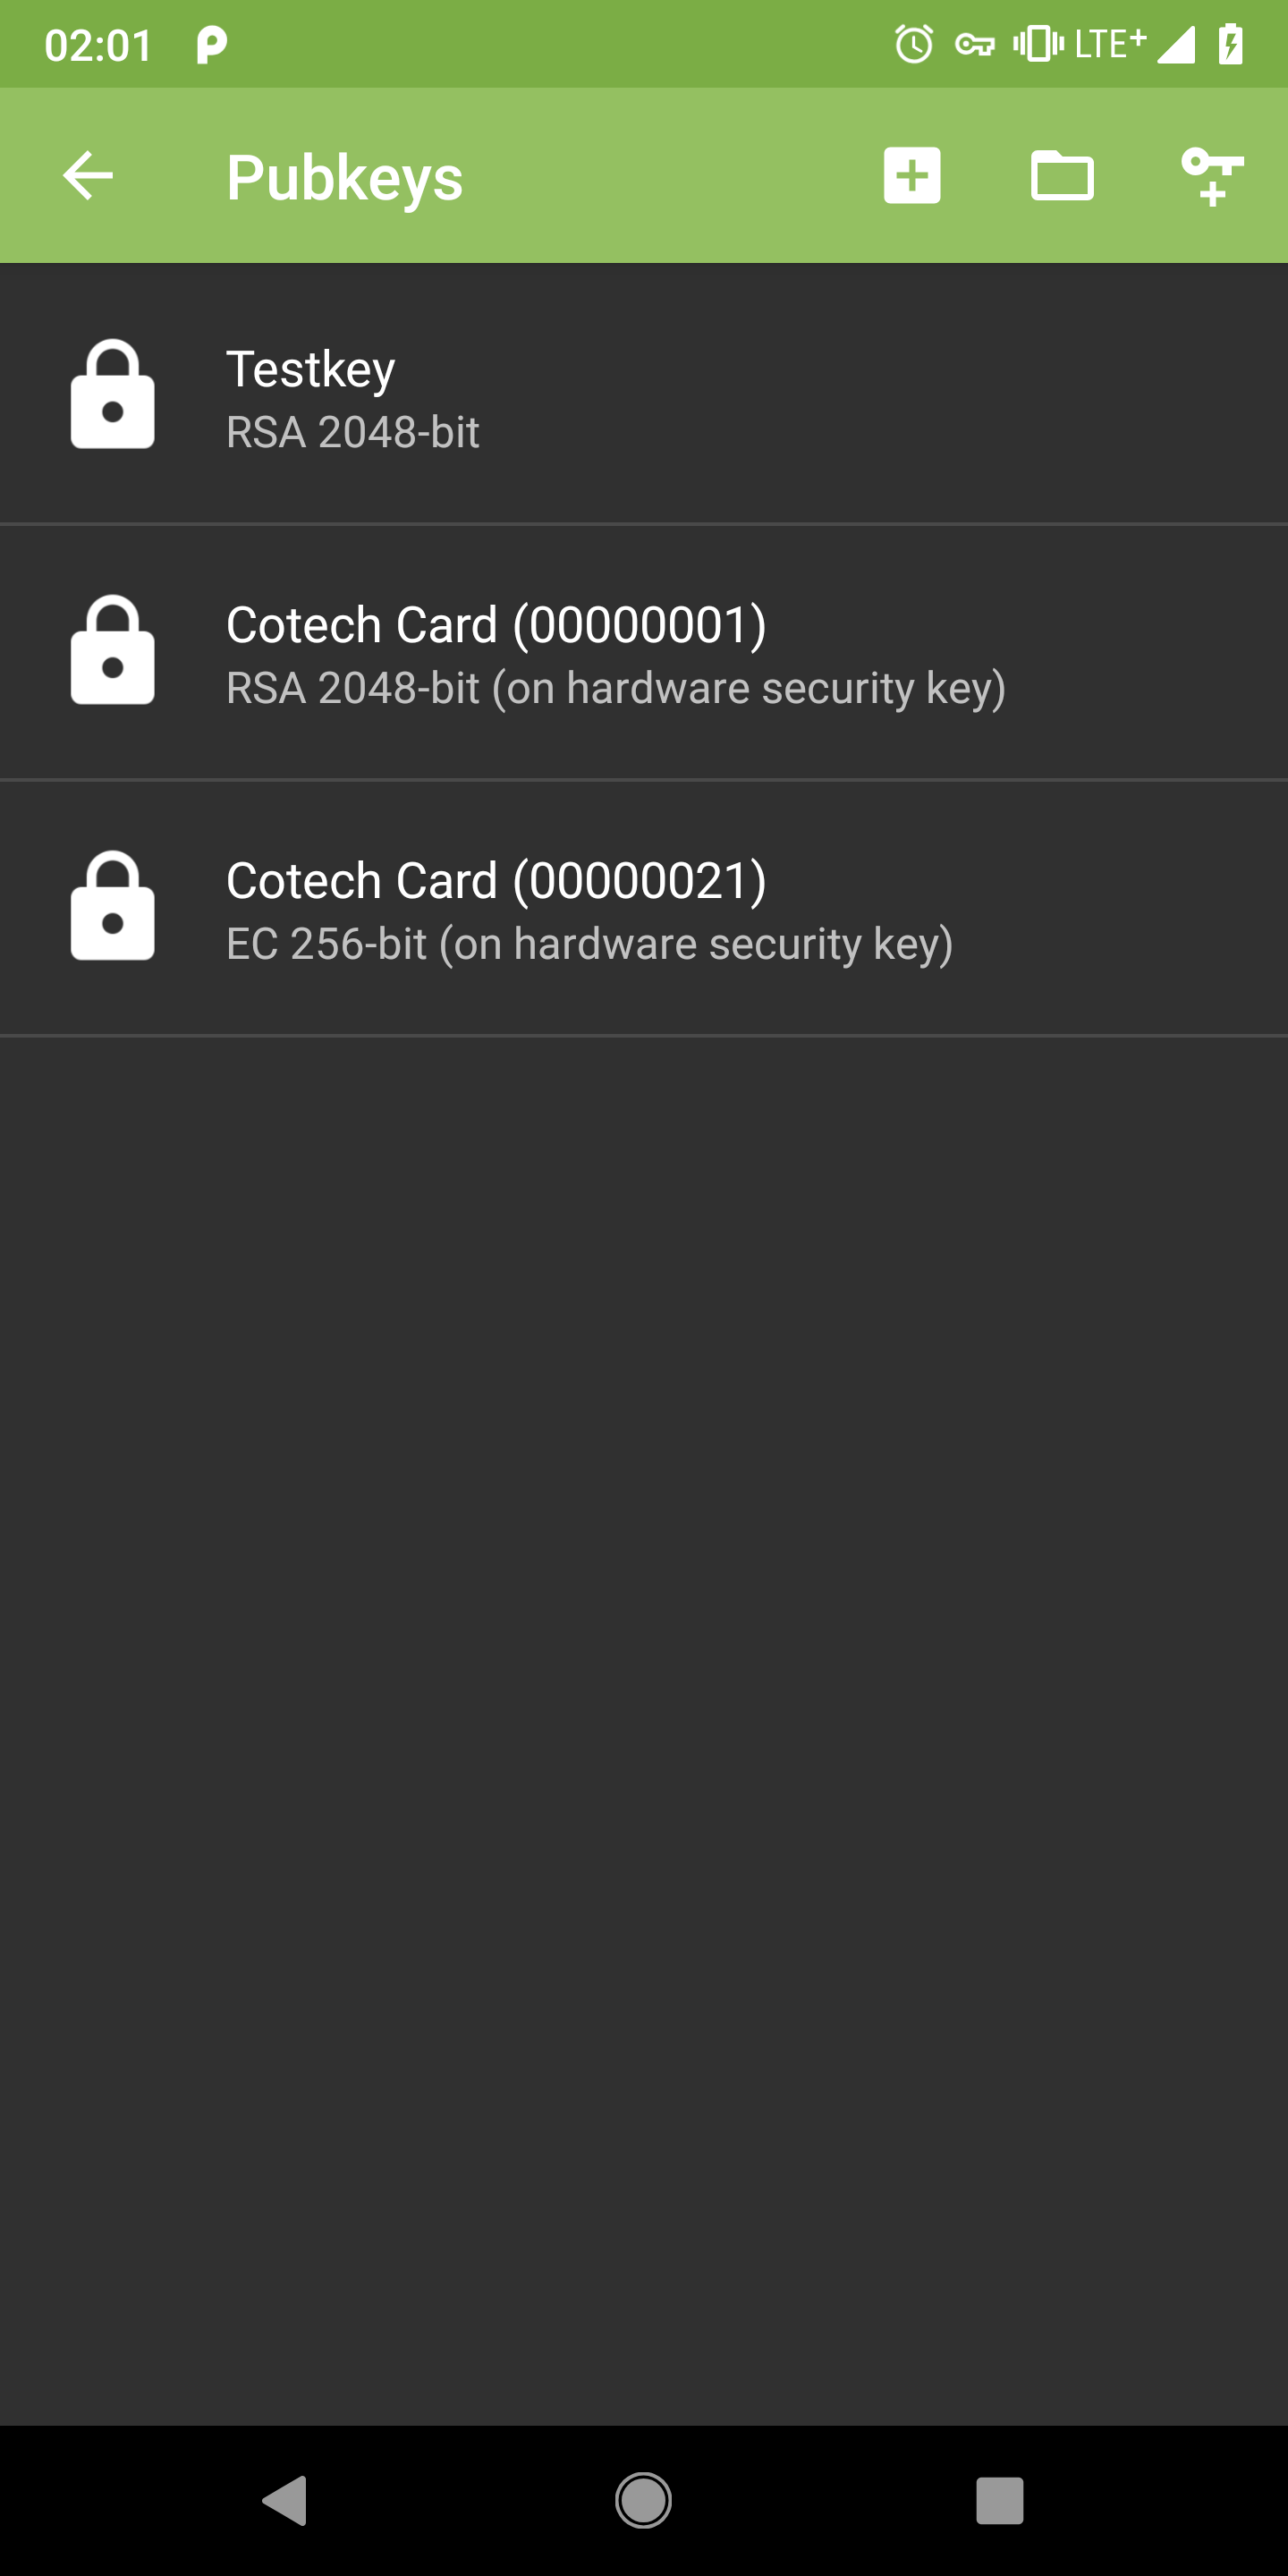 02:01 LTE+
Pubkeys
Testkey
RSA 2048-bit
Cotech Card (00000001)
RSA 2048-bit (on hardware security key)
Cotech Card (00000021)
EC 256-bit (on hardware security key)